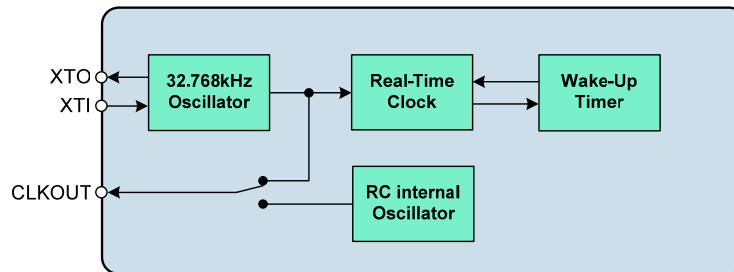 XTO
XTI
32.768kHz
Oscillator
Real-Time
Clock
Wake-Up
Timer
CLKOUT
RC internal
Oscillator